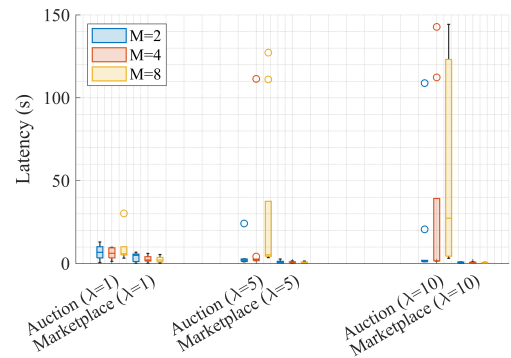 150
100
50
0
Latency (s)
M=2
M=4
M=8
Auction (λ=1)
Marketplace (λ=1)
Auction (λ=5)
Marketplace (λ=5)
Auction (λ=10)
Marketplace (λ=10)